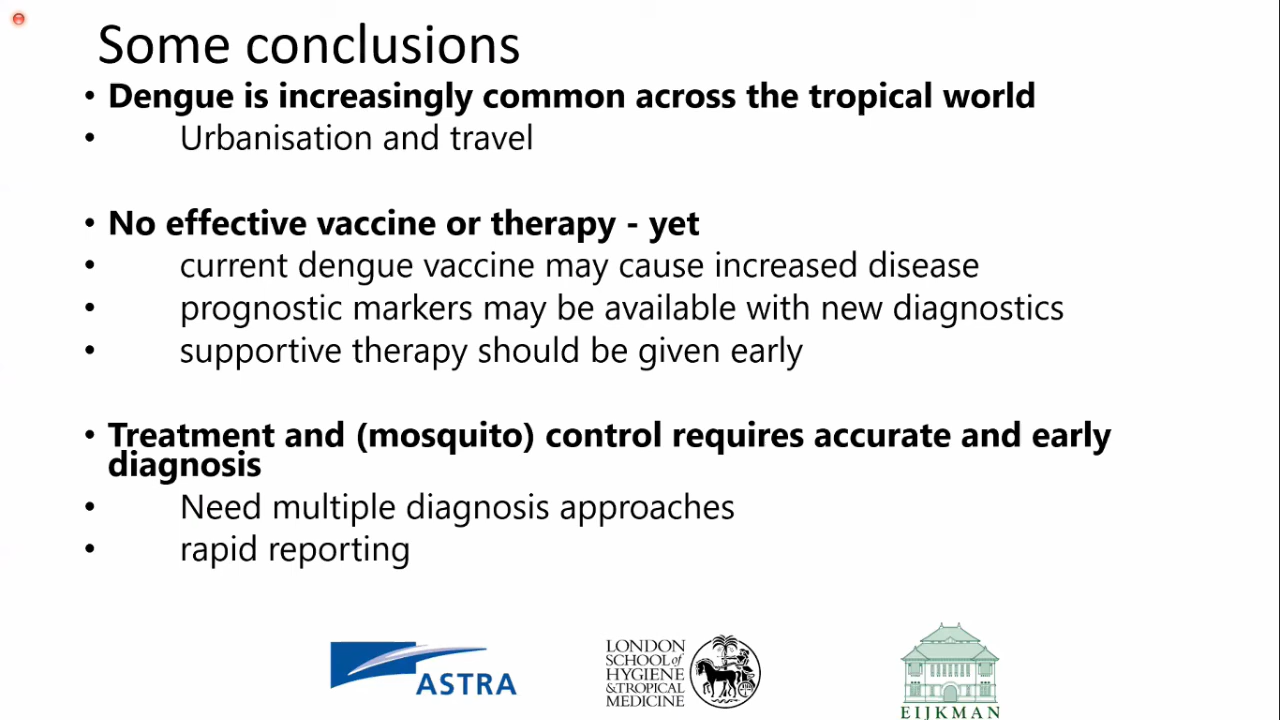 Some conclusions
• Dengue is increasingly common across the tropical world
• Urbanisation and travel
• No effective vaccine or therapy - yet
• current dengue vaccine may cause increased disease
• prognostic markers may be available with new diagnostics
• supportive therapy should be given early
• Treatment and (mosquito) control requires accurate and early
diagnosis
• Need multiple diagnosis approaches
• rapid reporting
ASTRA
LONDON
SCHOOL of
HYGIENE
& TROPICAL
MEDICINE
EIJKMAN